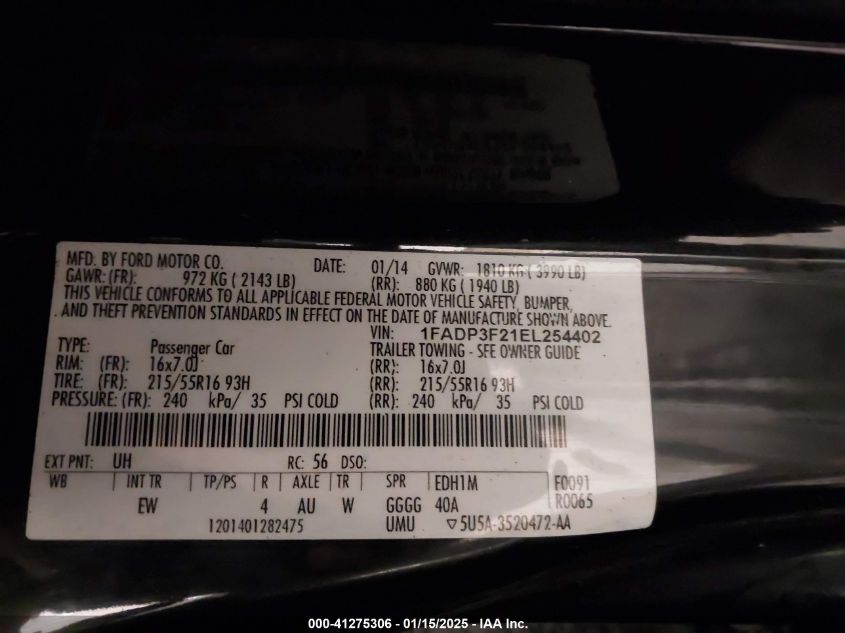 MFD. BY FORD MOTOR CO. DATE: 01/14 GVWR: 1810 KG ( 3990 LB)
GAWR: (FR): 972 KG ( 2143 LB) (RR): 880 KG ( 1940 LB)
THIS VEHICLE CONFORMS TO ALL APPLICABLE FEDERAL MOTOR VEHICLE SAFETY, BUMPER,
AND THEFT PREVENTION STANDARDS IN EFFECT ON THE DATE OF MANUFACTURE SHOWN ABOVE.
VIN: 1FADP3F21EL254402
TYPE: Passenger Car TRAILER TOWING - SEE OWNER GUIDE
RIM: (FR): 16x7.0J (RR): 16x7.0J
TIRE: (FR): 215/55R16 93H (RR): 215/55R16 93H
PRESSURE: (FR): 240 kPa/ 35 PSI COLD (RR): 240 kPa/ 35 PSI COLD
EXT PNT: UH RC: 56 DSO:
WB INT TR TP/PS R AXLE TR SPR EDH1M F0091
EW 4 AU W GGGG 40A R0065
1201401282475 UMU ▽5U5A-3520472-AA
000-41275306 - 01/15/2025 - IAA Inc.